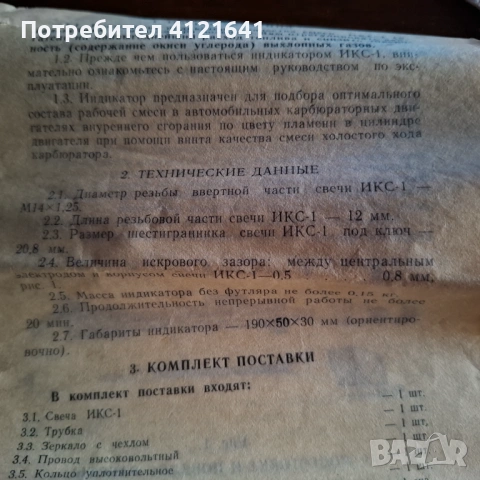 Потребител 4121641
ность (содержание окиси углерода) выхлопных газов.
1.2. Прежде чем пользоваться индикатором ИКС-1, вни-
мательно ознакомьтесь с настоящим руководством по экс-
плуатации.
1.3. Индикатор предназначен для подбора оптимального
состава рабочей смеси в автомобильных карбюраторных дви-
гателях внутреннего сгорания по цвету пламени в цилиндре
двигателя при помощи винта качества смеси холостого хода
карбюратора.
2. ТЕХНИЧЕСКИЕ ДАННЫЕ
2.1. Диаметр резьбы ввертной части свечи ИКС-1 —
М14×1,25.
2.2. Длина резьбовой части свечи ИКС-1 — 12 мм.
2.3. Размер шестигранника свечи ИКС-1 под ключ —
20,8 мм.
2.4. Величина искрового зазора: между центральным
электродом и корпусом свечи ИКС-1—0,5 0,8 мм,
рис. 1.
2.5. Масса индикатора без футляра не более 0,15 кг.
2.6. Продолжительность непрерывной работы не более
20 мин.
2.7. Габариты индикатора — 190×50×30 мм (ориентиро-
вочно).
3. КОМПЛЕКТ ПОСТАВКИ
В комплект поставки входят:
3.1. Свеча ИКС-1 — 1 шт.
3.2. Трубка — 1 шт.
3.3. Зеркало с чехлом — 1 шт.
3.4. Провод высоковольтный — 1 шт.
3.5. Кольцо уплотнительное
BAZAR